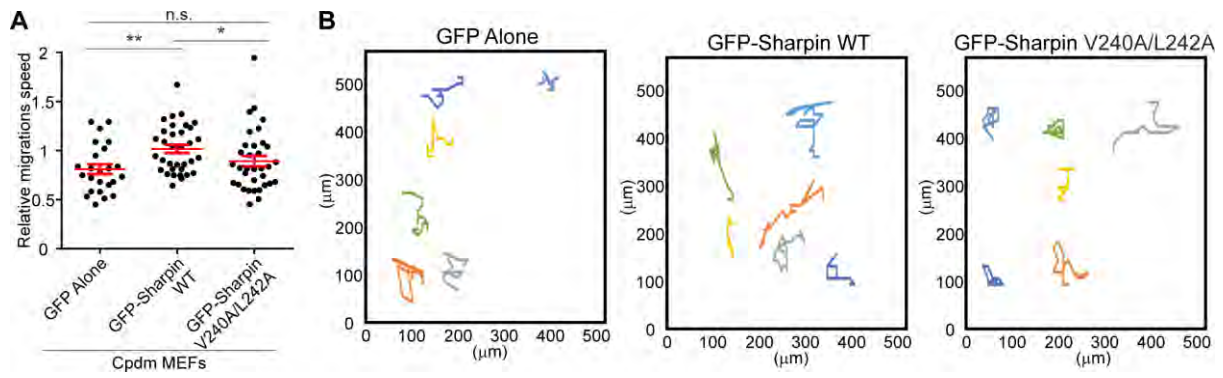 A
n.s.
**
*
Relative migrations speed
2
1.5
1
0.5
0
GFP Alone
GFP-Sharpin
WT
GFP-Sharpin
V240A/L242A
Cpdm MEFs
B
GFP Alone
(µm)
500
400
300
200
100
0
0 100 200 300 400 500
(µm)
GFP-Sharpin WT
(µm)
500
400
300
200
100
0
0 100 200 300 400 500
(µm)
GFP-Sharpin V240A/L242A
(µm)
500
400
300
200
100
0
0 100 200 300 400 500
(µm)